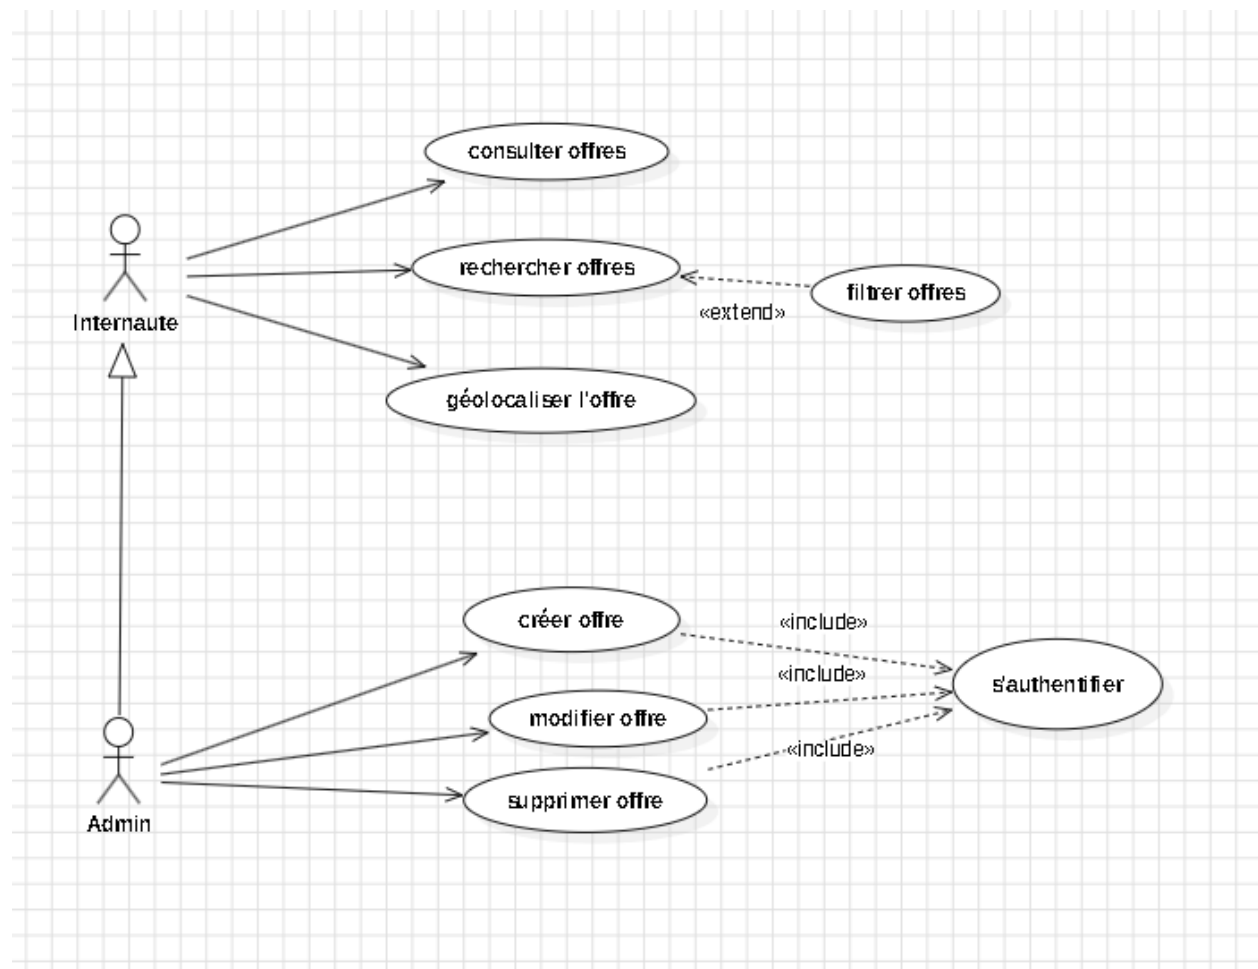 consulter offres
rechercher offres
filtrer offres
«extend»
Internaute
géolocaliser l'offre
créer offre
«include»
«include»
s'authentifier
modifier offre
«include»
supprimer offre
Admin